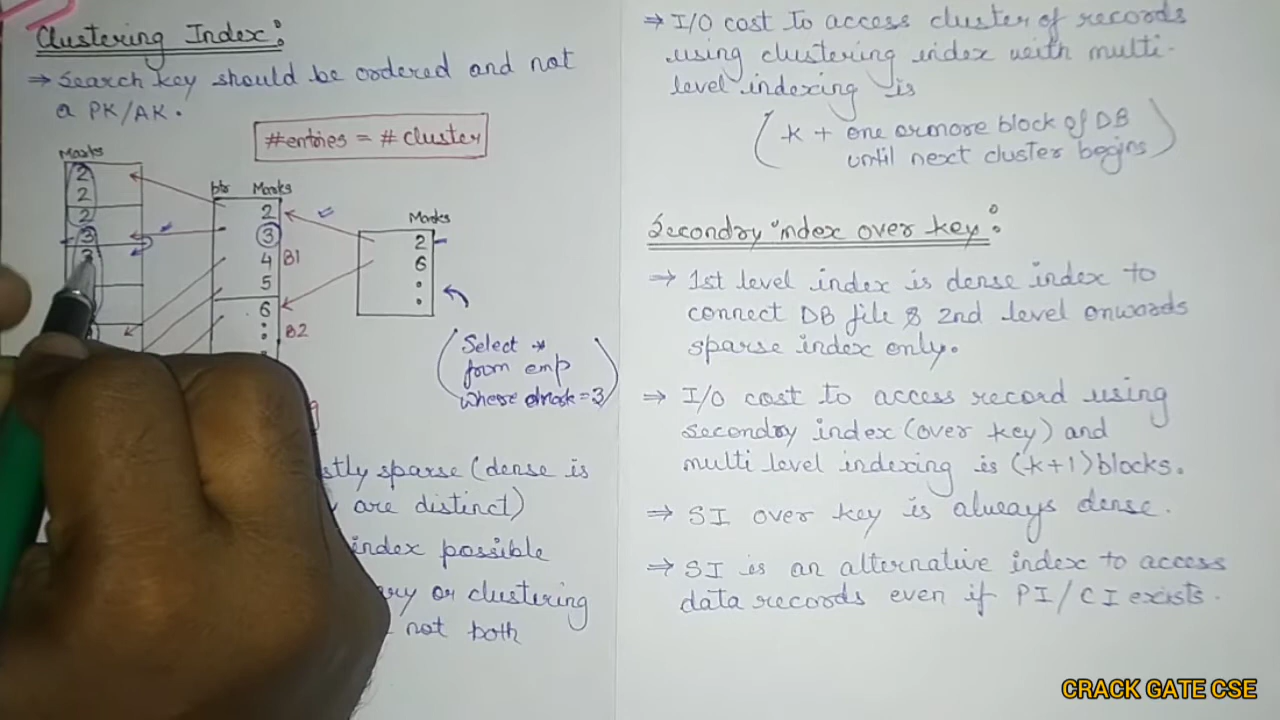 Clustering Index:
→ Search key should be ordered and not
a PK/AK.
#entries = #cluster
Marks
2
2
2
3
3
ptr Marks
2
3
4 B1
5
6
: B2
Marks
2
6
:
Select *
from emp
where emark = 3
stly sparse (dense is
are distinct)
index possible
ary or clustering
not both
→ I/O cost to access cluster of records
using clustering index with multi-
level indexing is
(k + one or more block of DB
until next cluster begins)
Secondry index over key:
→ 1st level index is dense index to
connect DB file & 2nd level onwards
sparse index only.
→ I/O cost to access record using
secondry index (over key) and
multi level indexing is (k+1) blocks.
→ SI over key is always dense.
→ SI is an alternative index to access
data records even if PI/CI exists.
CRACK GATE CSE